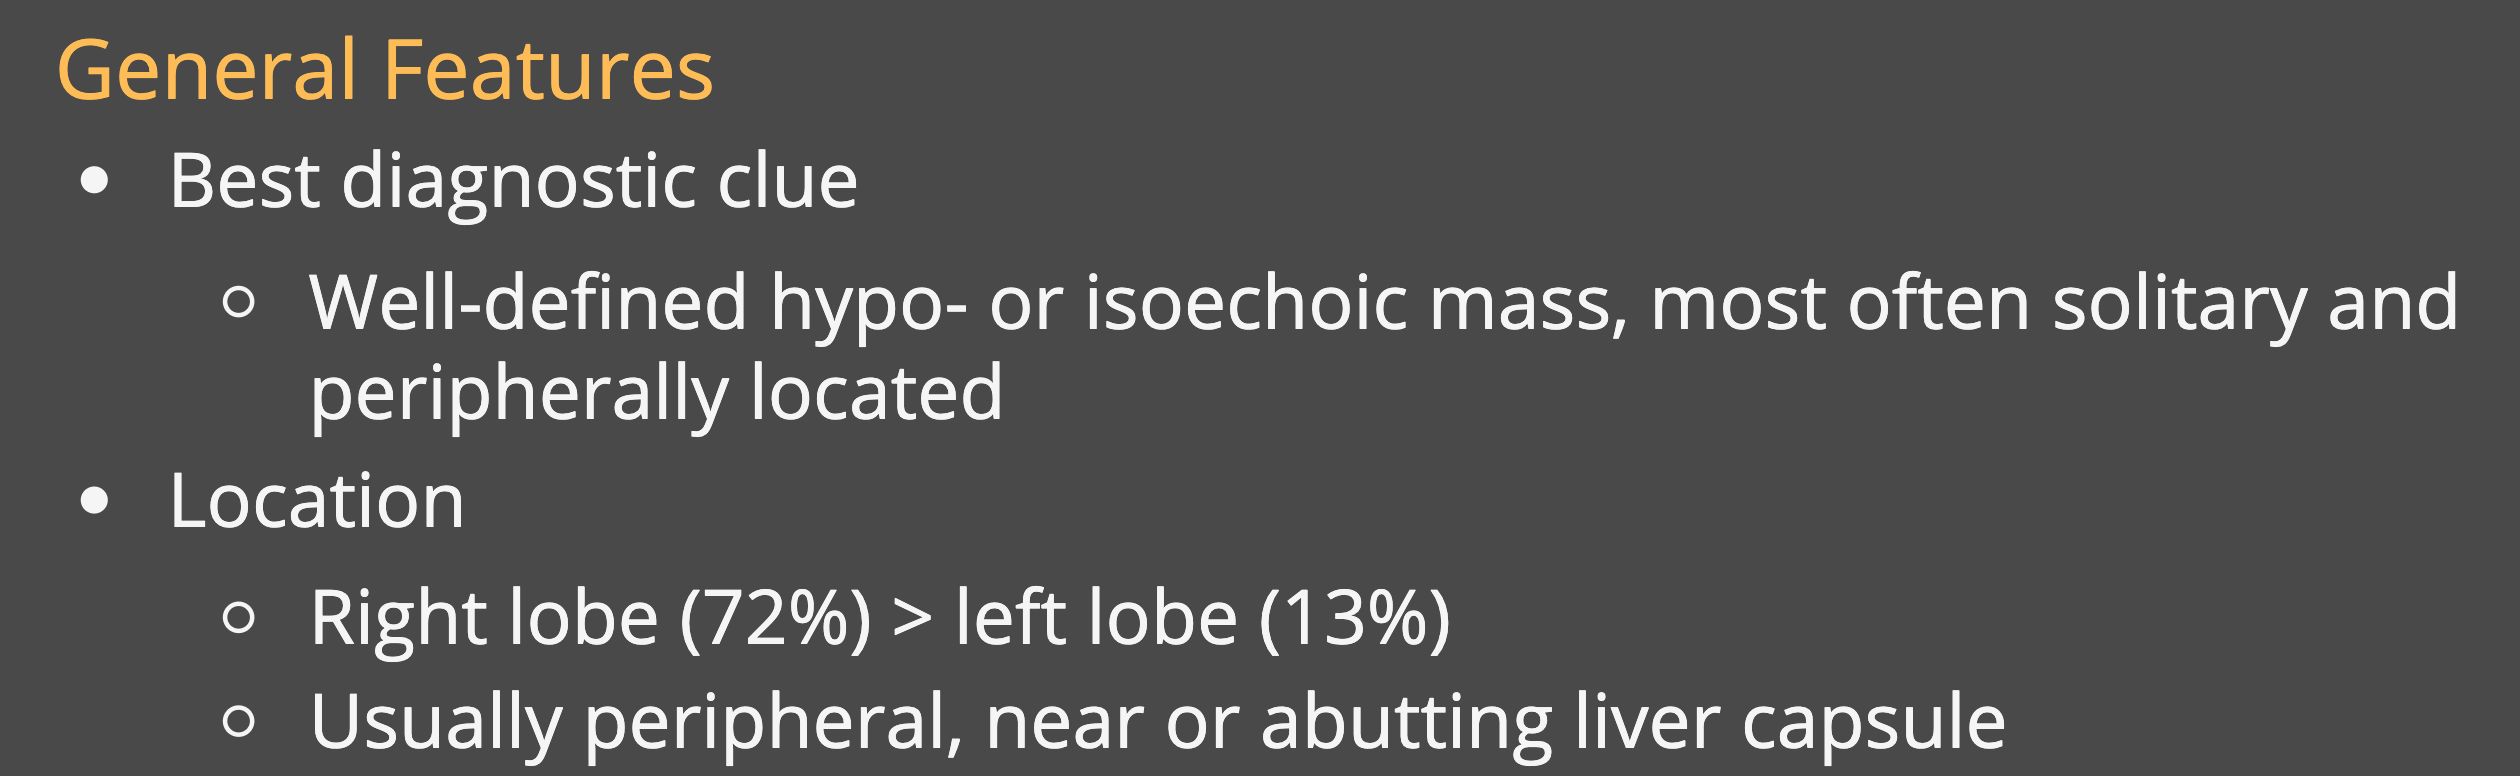 General Features
• Best diagnostic clue
○ Well-defined hypo- or isoechoic mass, most often solitary and
peripherally located
• Location
○ Right lobe (72%) > left lobe (13%)
○ Usually peripheral, near or abutting liver capsule